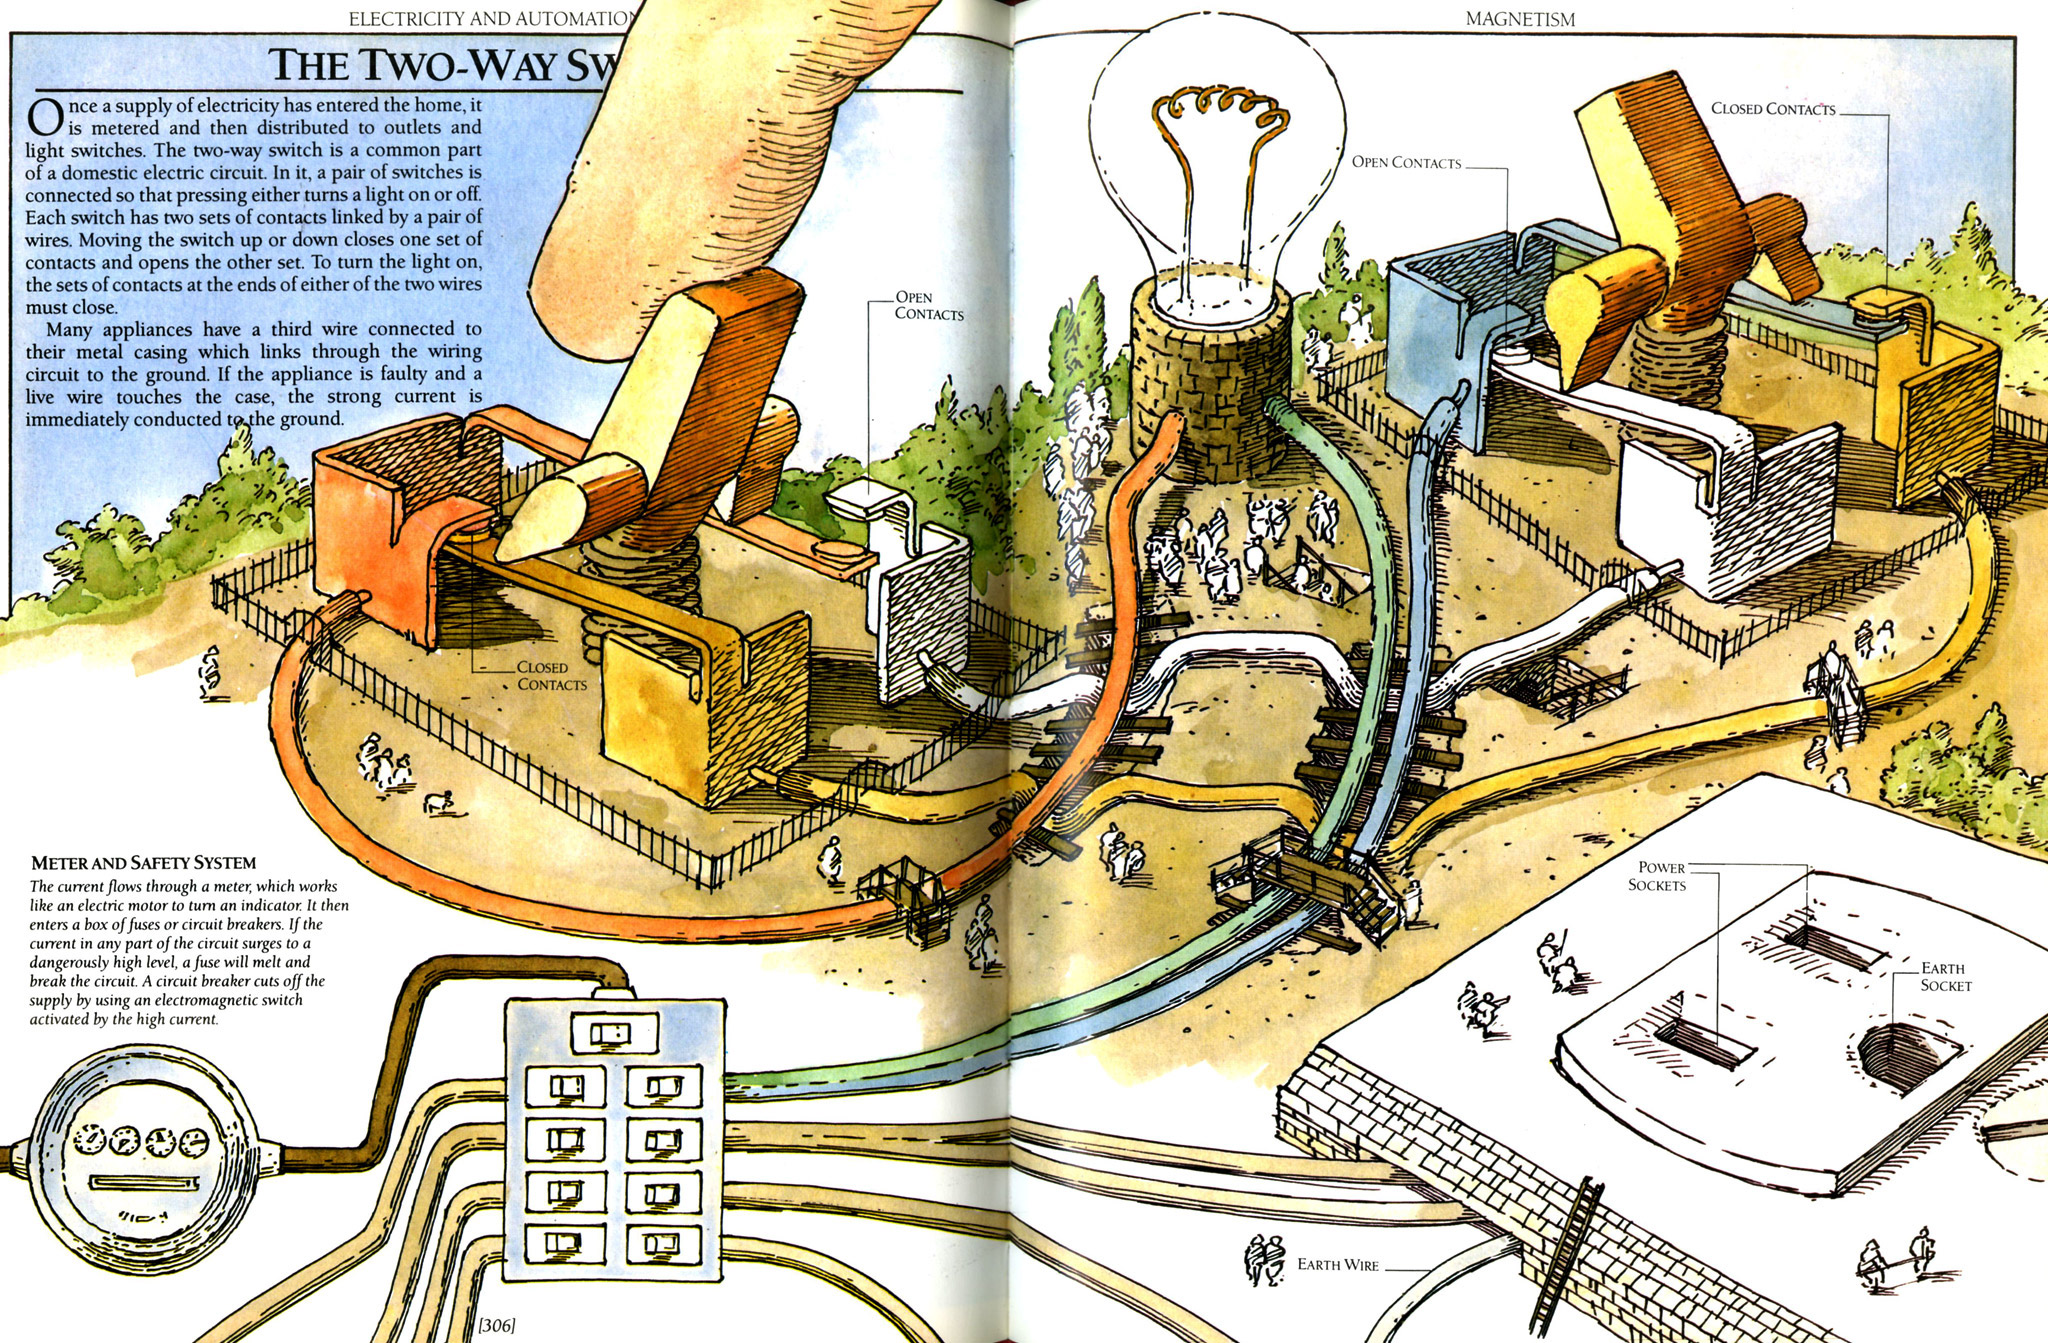 ELECTRICITY AND AUTOMATION
THE TWO-WAY SW
Once a supply of electricity has entered the home, it
is metered and then distributed to outlets and
light switches. The two-way switch is a common part
of a domestic electric circuit. In it, a pair of switches is
connected so that pressing either turns a light on or off.
Each switch has two sets of contacts linked by a pair of
wires. Moving the switch up or down closes one set of
contacts and opens the other set. To turn the light on,
the sets of contacts at the ends of either of the two wires
must close.
Many appliances have a third wire connected to
their metal casing which links through the wiring
circuit to the ground. If the appliance is faulty and a
live wire touches the case, the strong current is
immediately conducted to the ground.
OPEN
CONTACTS
CLOSED
CONTACTS
METER AND SAFETY SYSTEM
The current flows through a meter, which works
like an electric motor to turn an indicator. It then
enters a box of fuses or circuit breakers. If the
current in any part of the circuit surges to a
dangerously high level, a fuse will melt and
break the circuit. A circuit breaker cuts off the
supply by using an electromagnetic switch
activated by the high current.
[306]
MAGNETISM
OPEN CONTACTS
CLOSED CONTACTS
POWER
SOCKETS
EARTH
SOCKET
EARTH WIRE